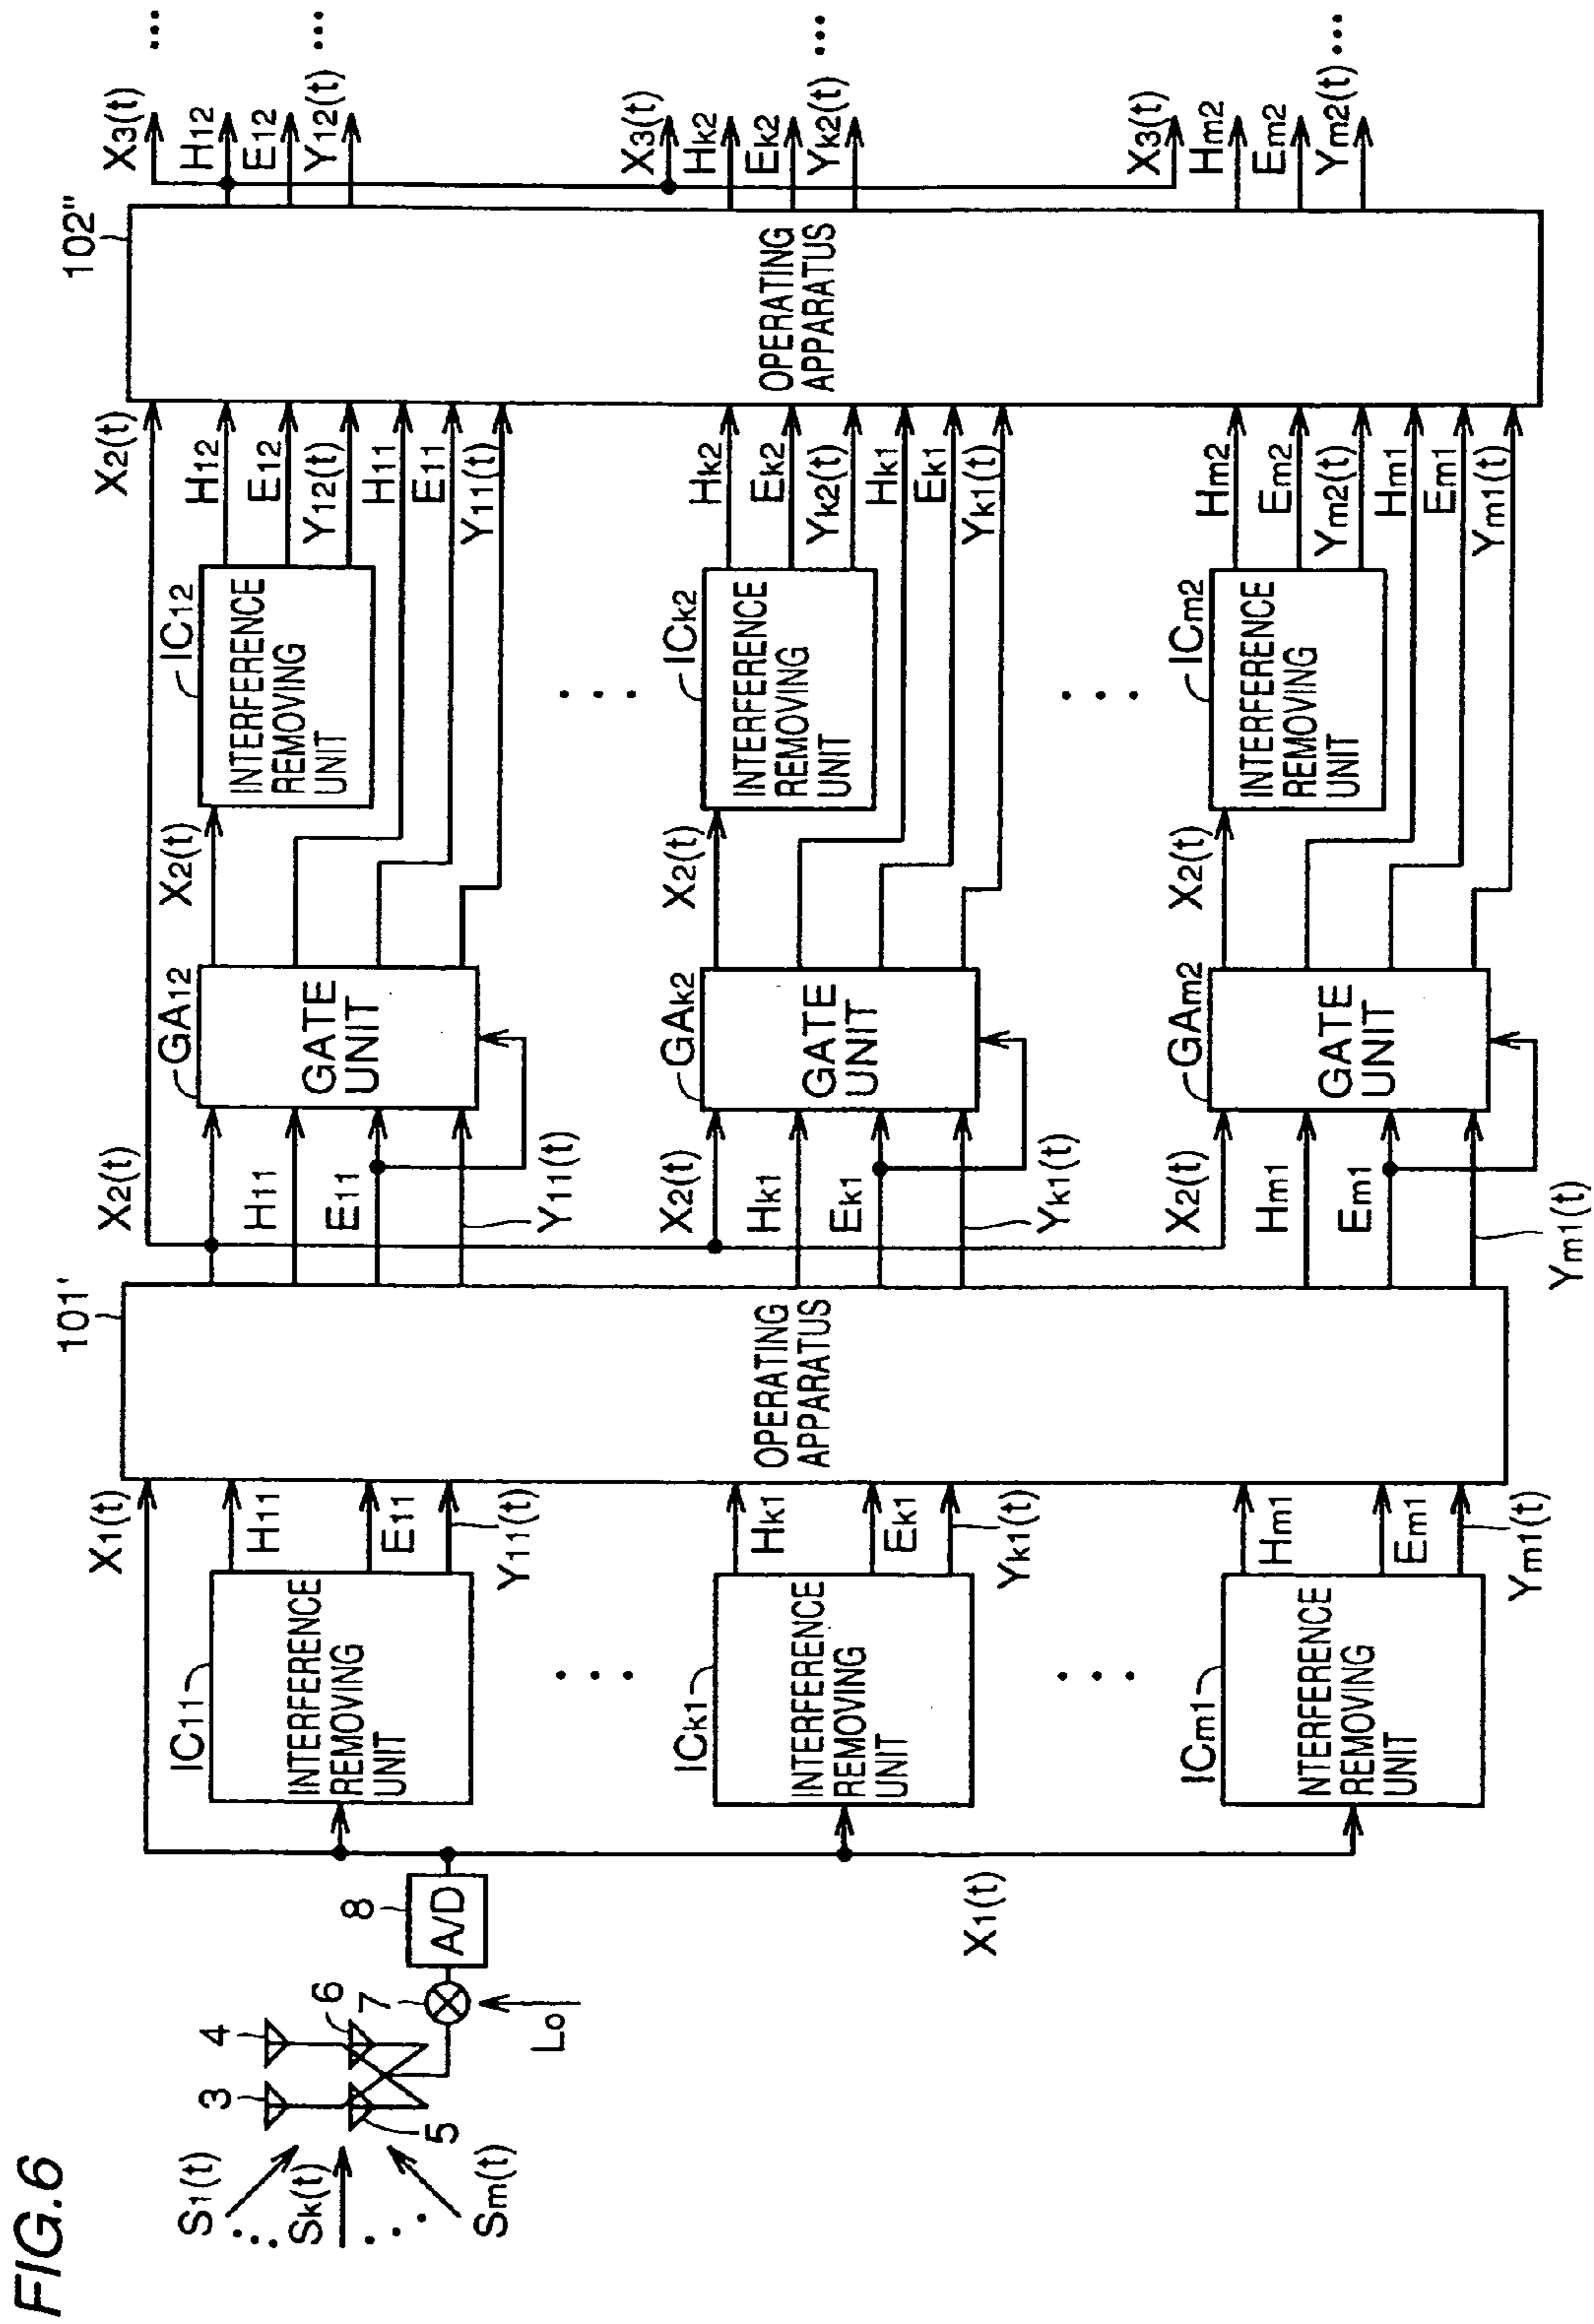 FIG.6
S1(t)
Sk(t)
Sm(t)
3
4
5
6
7
Lo
8
A/D
X1(t)
X1(t)
IC11
INTERFERENCE
REMOVING
UNIT
H11
E11
Y11(t)
ICk1
INTERFERENCE
REMOVING
UNIT
Hk1
Ek1
Yk1(t)
ICm1
NTERFERENCE
REMOVING
UNIT
Hm1
Em1
Ym1(t)
101'
OPERATING
APPARATUS
X2(t)
H11
E11
Y11(t)
X2(t)
Hk1
Ek1
Yk1(t)
X2(t)
Hm1
Em1
Ym1(t)
GA12
GATE
UNIT
GAk2
GATE
UNIT
GAm2
GATE
UNIT
X2(t)
X2(t)
X2(t)
IC12
INTERFERENCE
REMOVING
UNIT
ICk2
INTERFERENCE
REMOVING
UNIT
ICm2
INTERFERENCE
REMOVING
UNIT
X2(t)
H12
E12
Y12(t)
H11
E11
Y11(t)
Hk2
Ek2
Yk2(t)
Hk1
Ek1
Yk1(t)
Hm2
Em2
Ym2(t)
Hm1
Em1
Ym1(t)
102"
OPERATING
APPARATUS
X3(t)
H12
E12
Y12(t)
X3(t)
Hk2
Ek2
Yk2(t)
X3(t)
Hm2
Em2
Ym2(t)